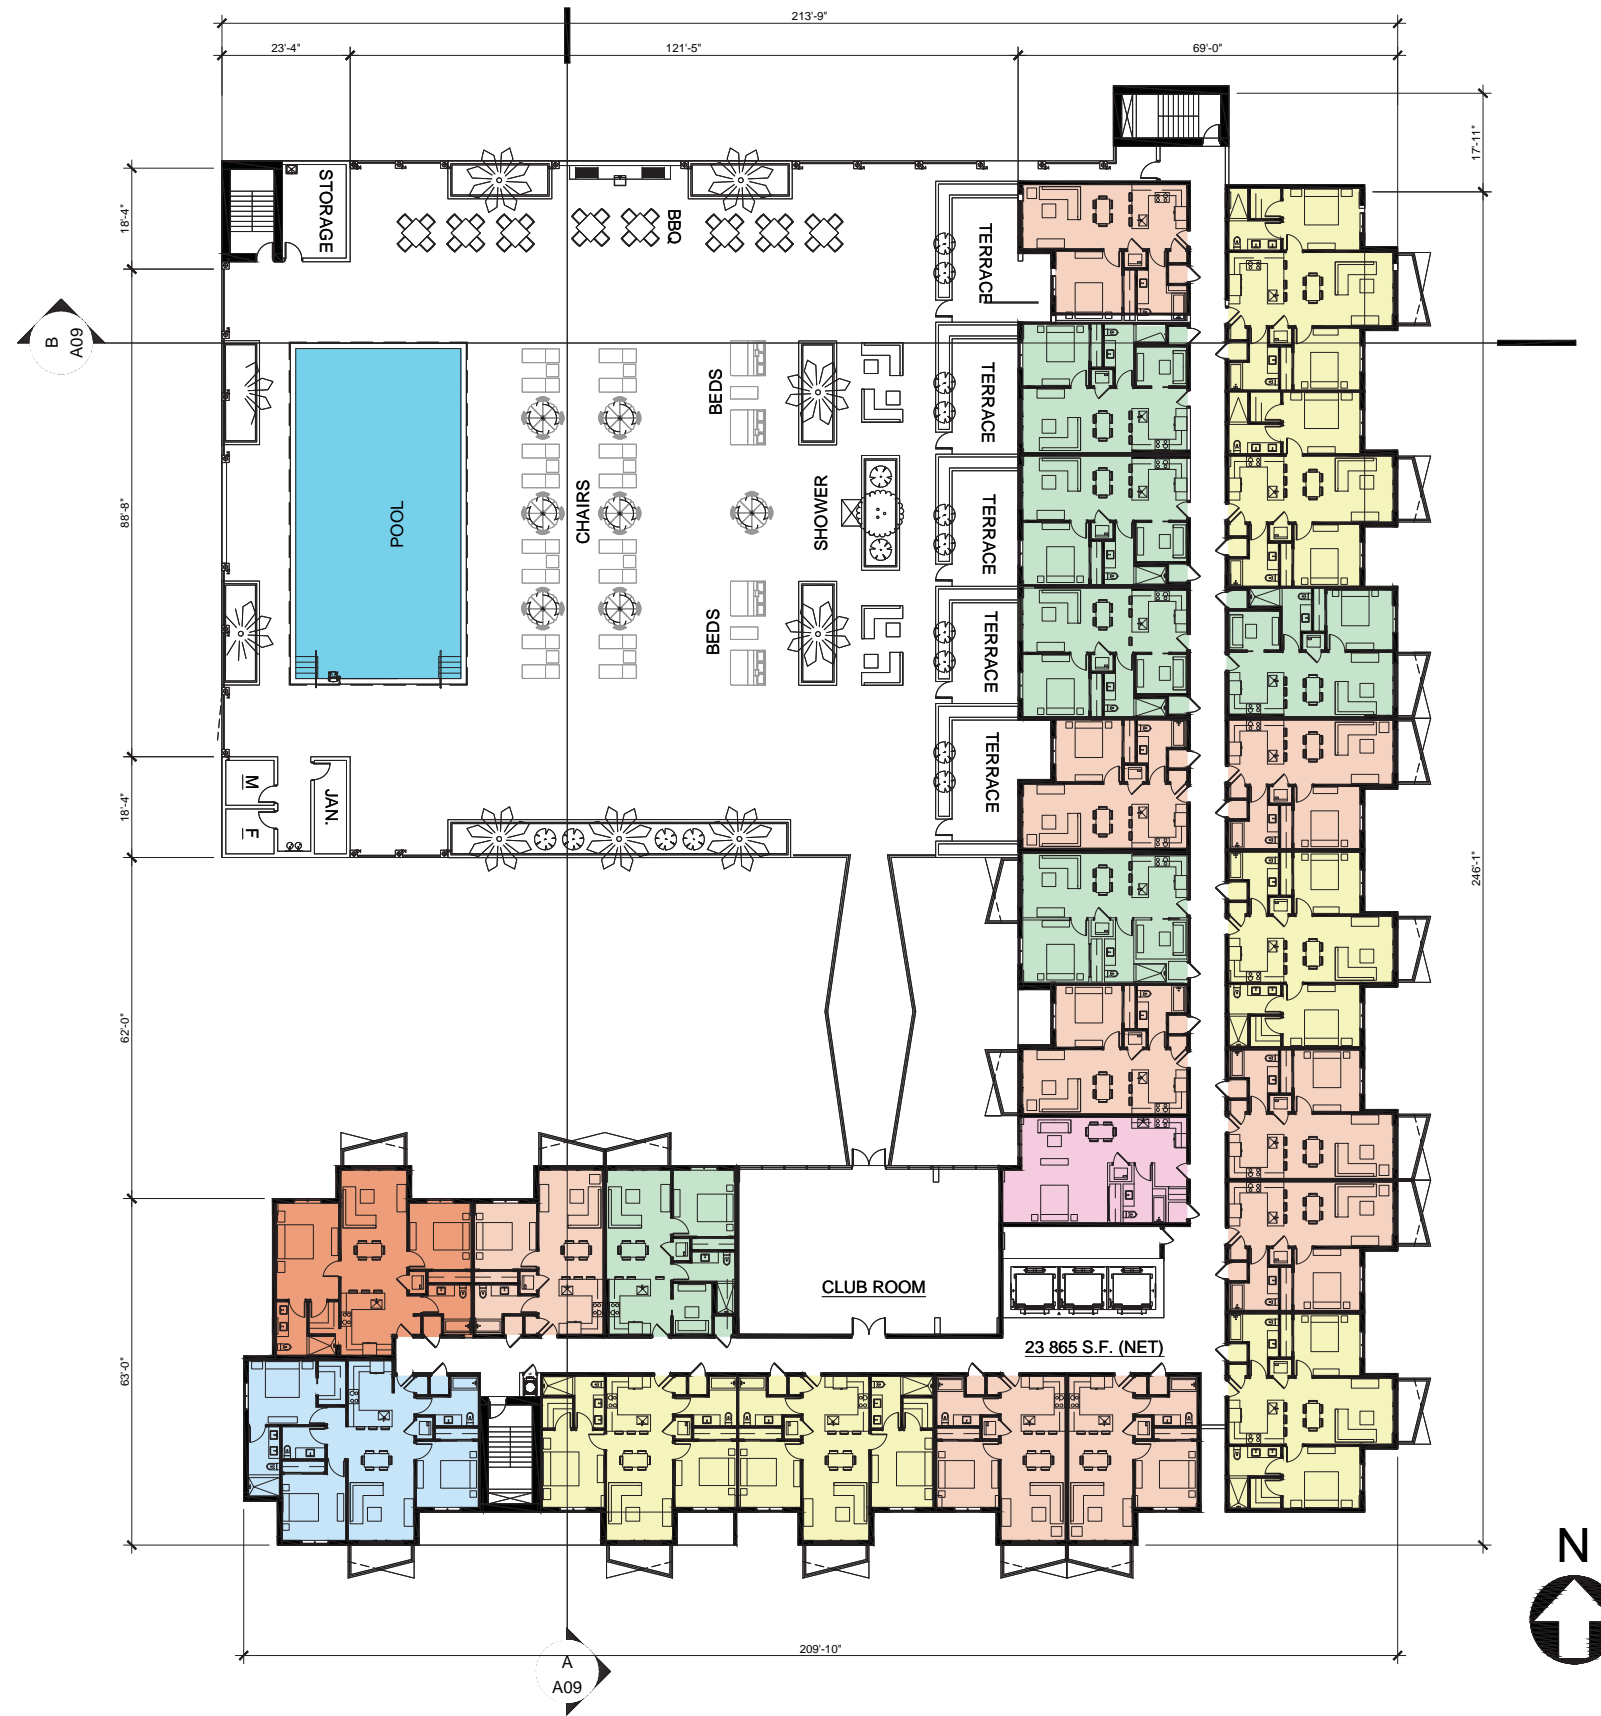 213'-9"
23'-4"
121'-5"
69'-0"
17'-11"
18'-4"
STORAGE
BBQ
TERRACE
B
A09
BEDS
TERRACE
88'-8"
POOL
CHAIRS
SHOWER
TERRACE
BEDS
TERRACE
TERRACE
18'-4"
M
F
JAN.
246'-1"
62'-0"
CLUB ROOM
23 865 S.F. (NET)
63'-0"
N
209'-10"
A
A09